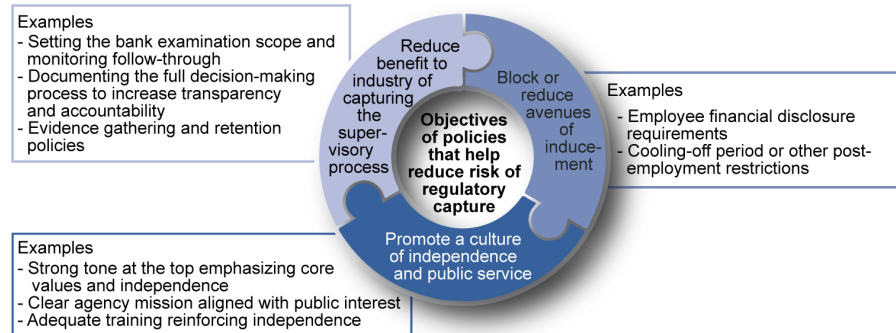 Examples
- Setting the bank examination scope and
monitoring follow-through
- Documenting the full decision-making
process to increase transparency
and accountability
- Evidence gathering and retention
policies
Reduce
benefit to
industry of
capturing
the
super-
visory
process
Block or
reduce
avenues
of
induce-
ment
Objectives
of policies
that help
reduce risk of
regulatory
capture
Examples
- Employee financial disclosure
requirements
- Cooling-off period or other post-
employment restrictions
Promote a culture
of independence
and public service
Examples
- Strong tone at the top emphasizing core
values and independence
- Clear agency mission aligned with public interest
- Adequate training reinforcing independence